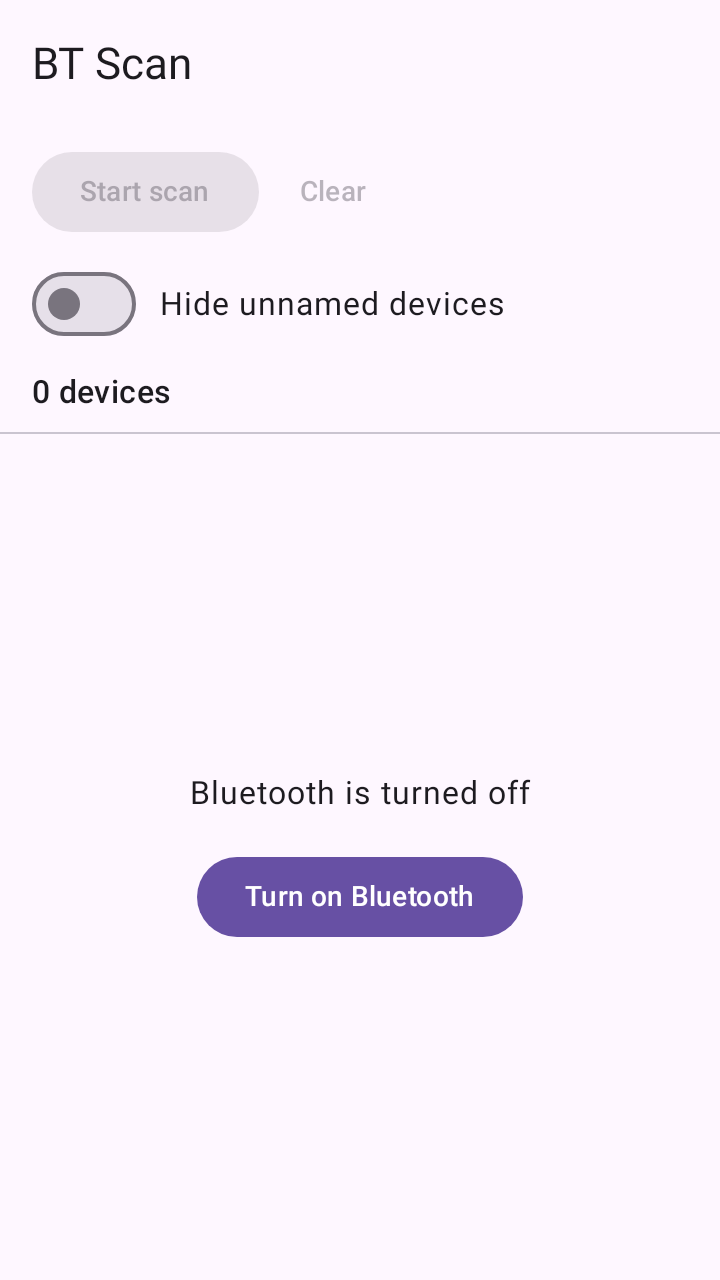 BT Scan
Start scan
Clear
Hide unnamed devices
0 devices
Bluetooth is turned off
Turn on Bluetooth